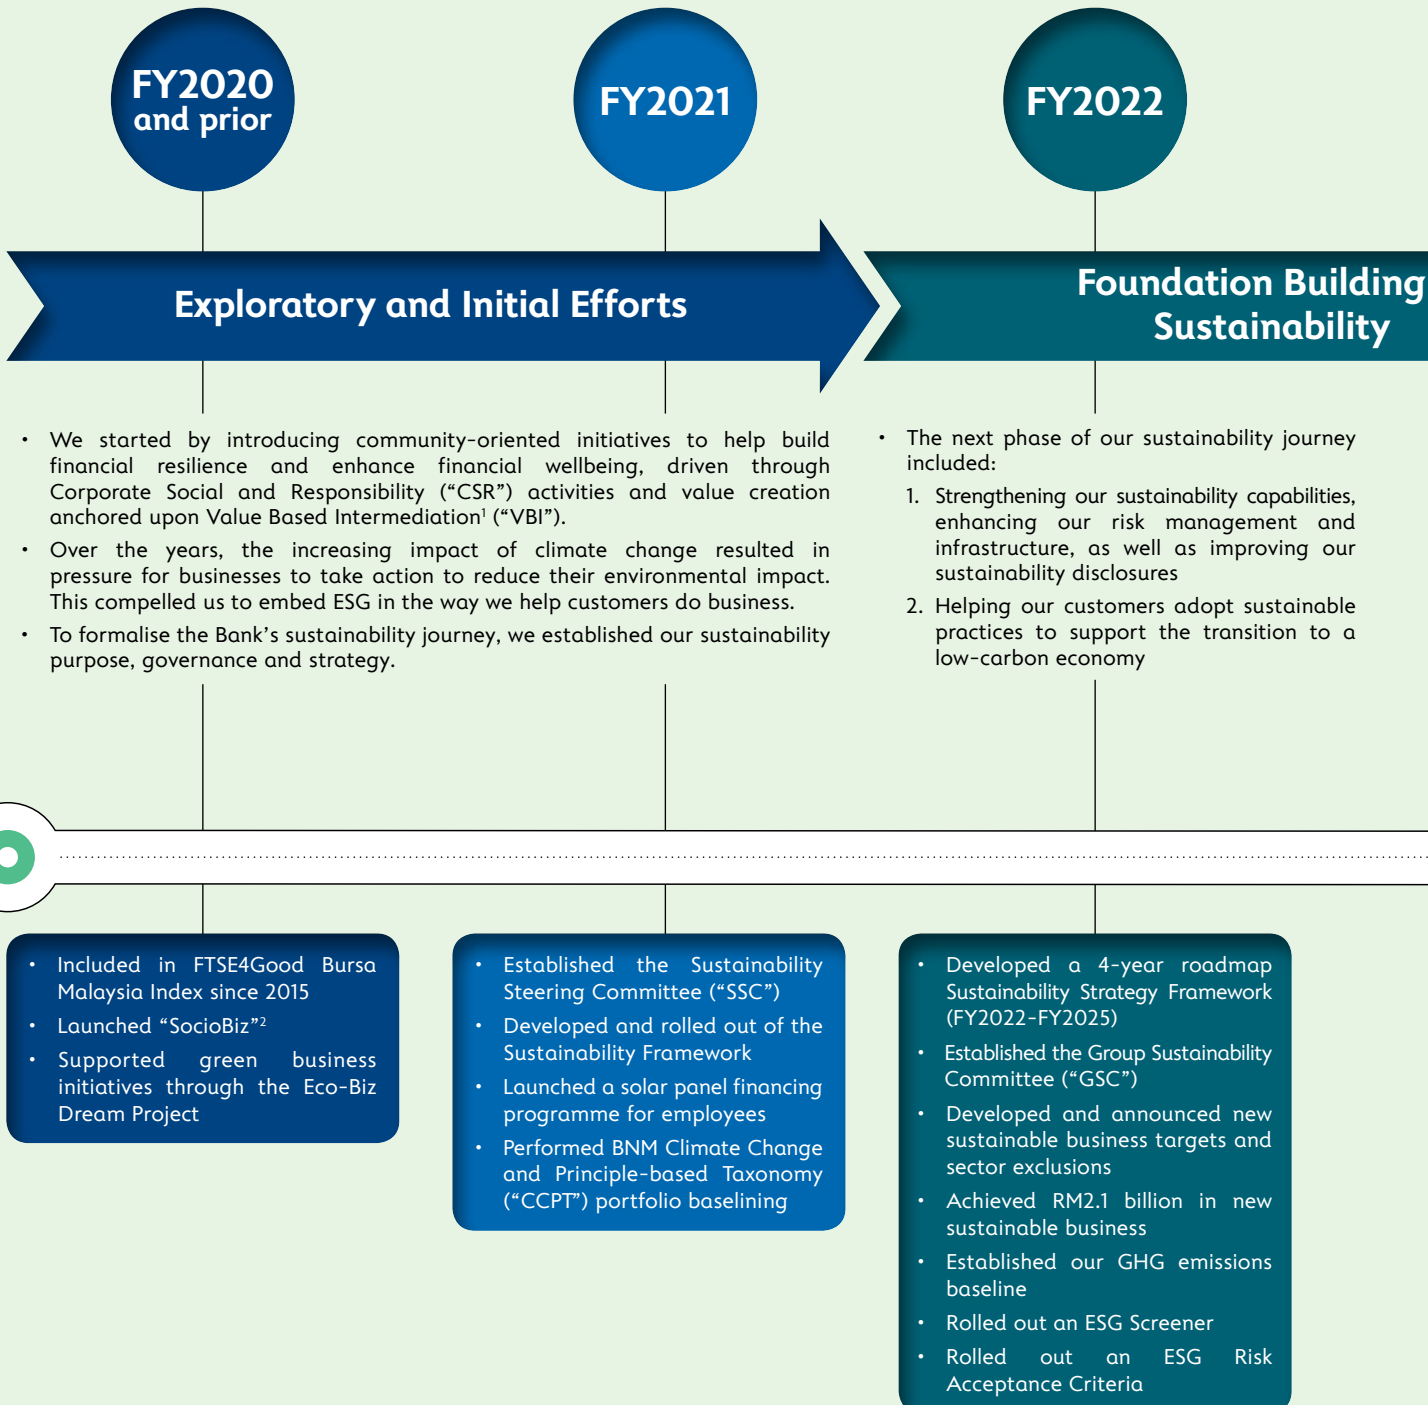 FY2020
and prior
FY2021
FY2022
Exploratory and Initial Efforts
Foundation Building
Sustainability
• We started by introducing community-oriented initiatives to help build
financial resilience and enhance financial wellbeing, driven through
Corporate Social and Responsibility (“CSR”) activities and value creation
anchored upon Value Based Intermediation¹ (“VBI”).
• Over the years, the increasing impact of climate change resulted in
pressure for businesses to take action to reduce their environmental impact.
This compelled us to embed ESG in the way we help customers do business.
• To formalise the Bank’s sustainability journey, we established our sustainability
purpose, governance and strategy.
• The next phase of our sustainability journey
included:
1. Strengthening our sustainability capabilities,
enhancing our risk management and
infrastructure, as well as improving our
sustainability disclosures
2. Helping our customers adopt sustainable
practices to support the transition to a
low-carbon economy
• Included in FTSE4Good Bursa
Malaysia Index since 2015
• Launched “SocioBiz”²
• Supported green business
initiatives through the Eco-Biz
Dream Project
• Established the Sustainability
Steering Committee (“SSC”)
• Developed and rolled out of the
Sustainability Framework
• Launched a solar panel financing
programme for employees
• Performed BNM Climate Change
and Principle-based Taxonomy
(“CCPT”) portfolio baselining
• Developed a 4-year roadmap
Sustainability Strategy Framework
(FY2022-FY2025)
• Established the Group Sustainability
Committee (“GSC”)
• Developed and announced new
sustainable business targets and
sector exclusions
• Achieved RM2.1 billion in new
sustainable business
• Established our GHG emissions
baseline
• Rolled out an ESG Screener
• Rolled out an ESG Risk
Acceptance Criteria